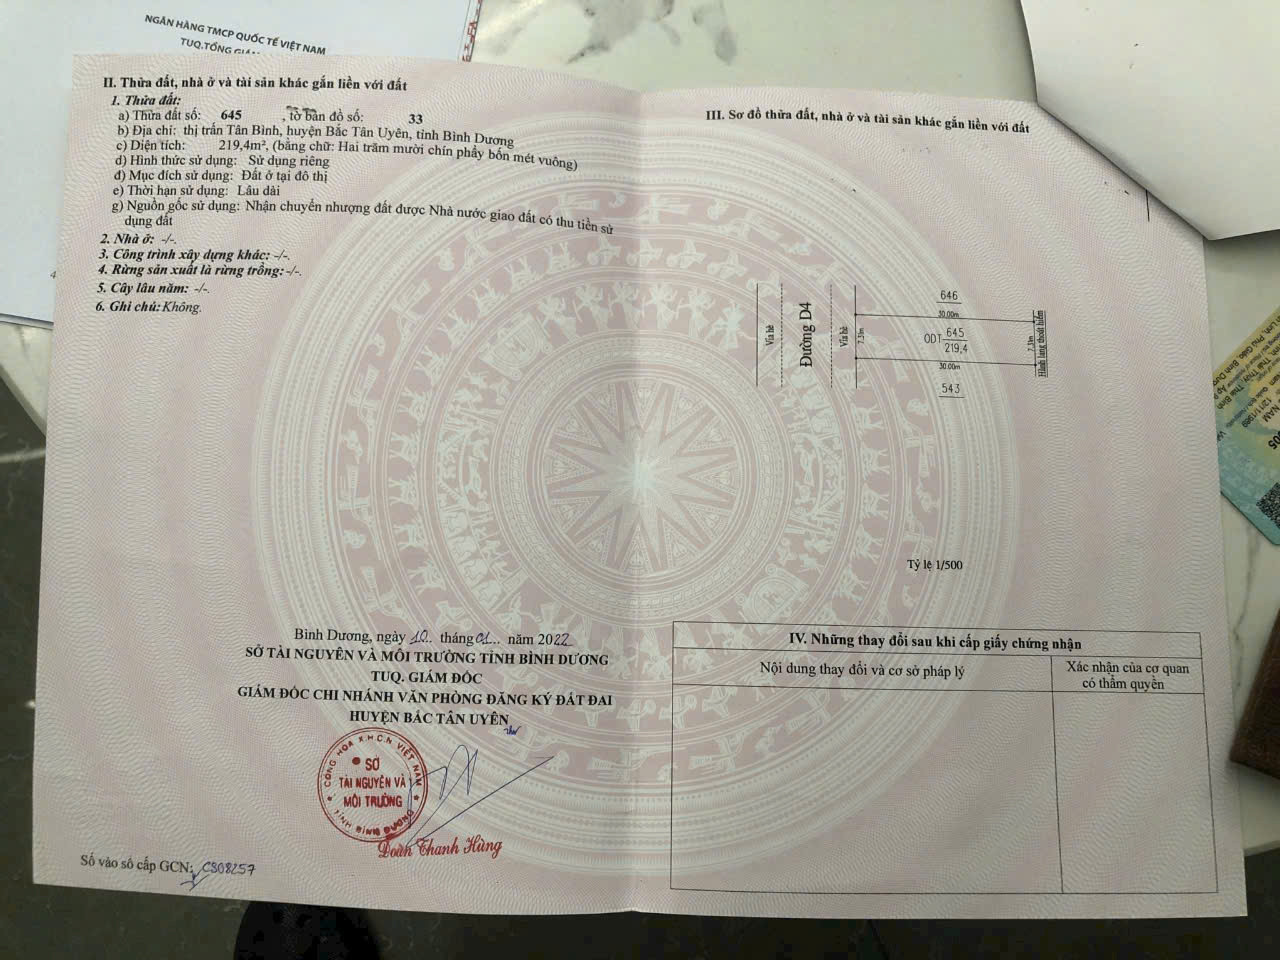 NGÂN HÀNG TMCP QUỐC TẾ VIỆT NAM
TUQ.TỔNG GIÁM
II. Thửa đất, nhà ở và tài sản khác gắn liền với đất
1. Thửa đất:
a) Thửa đất số: 645 , Tờ bản đồ số: 33
b) Địa chỉ: thị trấn Tân Bình, huyện Bắc Tân Uyên, tỉnh Bình Dương
c) Diện tích: 219,4m², (bằng chữ: Hai trăm mười chín phẩy bốn mét vuông)
d) Hình thức sử dụng: Sử dụng riêng
đ) Mục đích sử dụng: Đất ở tại đô thị
e) Thời hạn sử dụng: Lâu dài
g) Nguồn gốc sử dụng: Nhận chuyển nhượng đất được Nhà nước giao đất có thu tiền sử
dụng đất
2. Nhà ở: -/-.
3. Công trình xây dựng khác: -/-.
4. Rừng sản xuất là rừng trồng: -/-.
5. Cây lâu năm: -/-.
6. Ghi chú: Không.
Bình Dương, ngày 10.. tháng 01... năm 2022
SỞ TÀI NGUYÊN VÀ MÔI TRƯỜNG TỈNH BÌNH DƯƠNG
TUQ. GIÁM ĐỐC
GIÁM ĐỐC CHI NHÁNH VĂN PHÒNG ĐĂNG KÝ ĐẤT ĐAI
HUYỆN BẮC TÂN UYÊN
CỘNG HÒA X.H.C.N VIỆT NAM
SỞ
TÀI NGUYÊN VÀ
MÔI TRƯỜNG
TỈNH BÌNH DƯƠNG
Đoàn Thanh Hùng
Số vào sổ cấp GCN: CS08257
III. Sơ đồ thửa đất, nhà ở và tài sản khác gắn liền với đất
Vỉa hè
Đường D4
Vỉa hè
646
30.00m
7.31m
ODT 645
219,4
7.31m
Hành lang thoát hiểm
30.00m
543
Tỷ lệ 1/500
IV. Những thay đổi sau khi cấp giấy chứng nhận
Nội dung thay đổi và cơ sở pháp lý
Xác nhận của cơ quan
có thẩm quyền